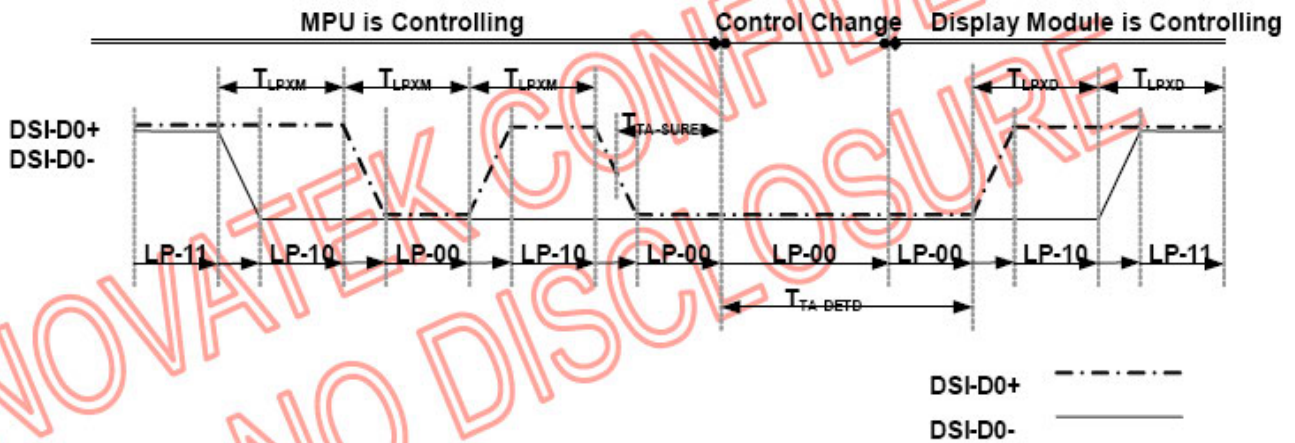 MPU is Controlling Control Change Display Module is Controlling
TLPXM TLPXM TLPXM TLPXD TLPXD
DSI-D0+
TTA-SURED
DSI-D0-
LP-11 LP-10 LP-00 LP-10 LP-00 LP-00 LP-00 LP-10 LP-11
TTA-DETD
DSI-D0+
DSI-D0-
NOVATEK CONFIDE
NO DISCLOSURE